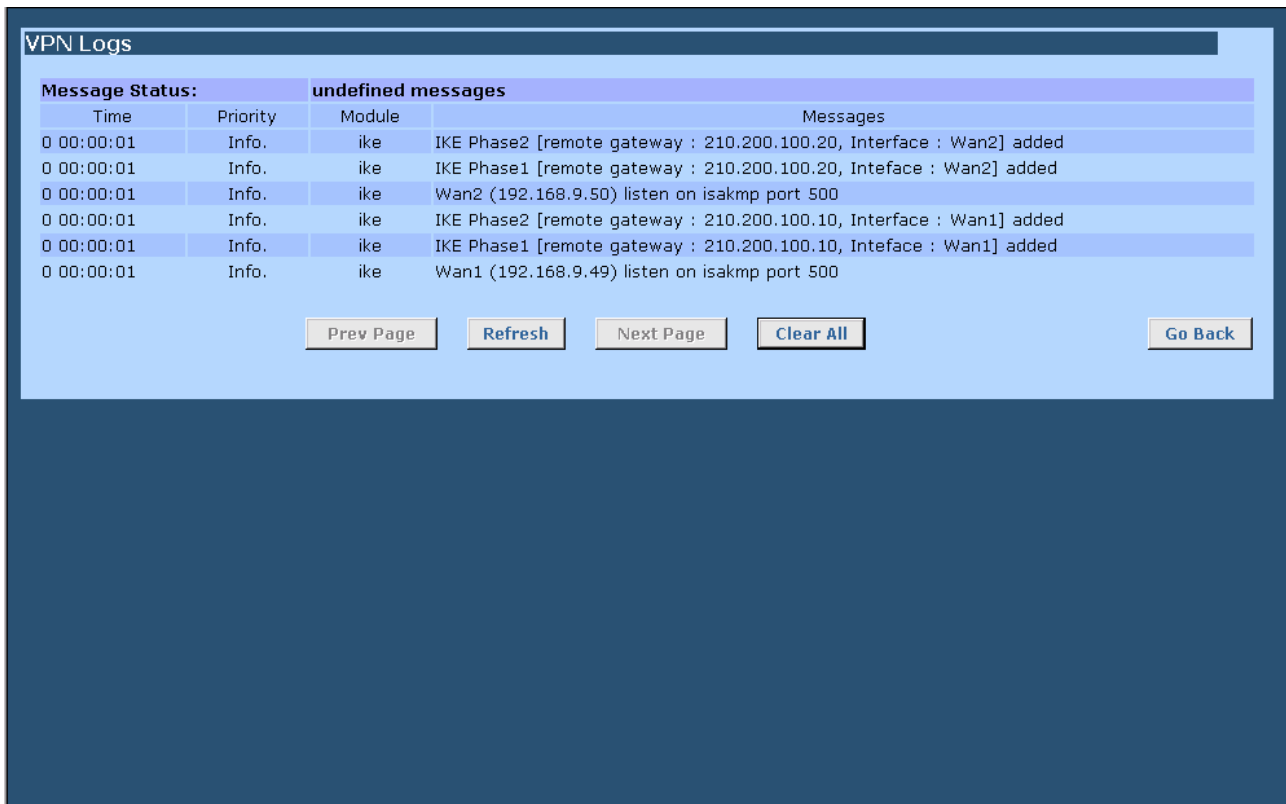 VPN Logs
Message Status: undefined messages
Time Priority Module Messages
0 00:00:01 Info. ike IKE Phase2 [remote gateway : 210.200.100.20, Interface : Wan2] added
0 00:00:01 Info. ike IKE Phase1 [remote gateway : 210.200.100.20, Inteface : Wan2] added
0 00:00:01 Info. ike Wan2 (192.168.9.50) listen on isakmp port 500
0 00:00:01 Info. ike IKE Phase2 [remote gateway : 210.200.100.10, Interface : Wan1] added
0 00:00:01 Info. ike IKE Phase1 [remote gateway : 210.200.100.10, Inteface : Wan1] added
0 00:00:01 Info. ike Wan1 (192.168.9.49) listen on isakmp port 500
Prev Page Refresh Next Page Clear All Go Back